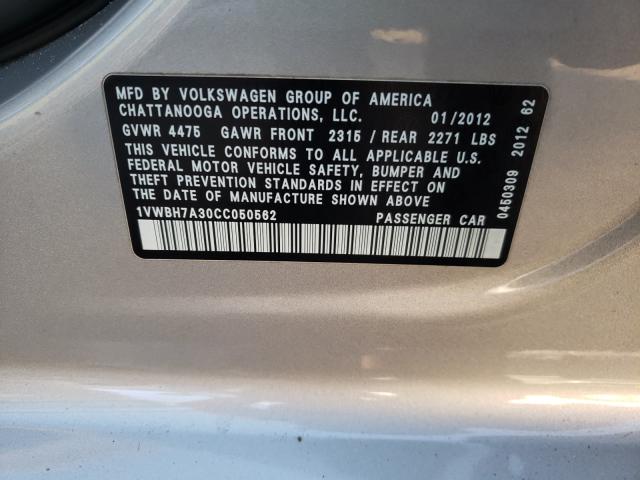 MFD BY VOLKSWAGEN GROUP OF AMERICA
CHATTANOOGA OPERATIONS, LLC. 01/2012
GVWR 4475 GAWR FRONT 2315 / REAR 2271 LBS
THIS VEHICLE CONFORMS TO ALL APPLICABLE U.S.
FEDERAL MOTOR VEHICLE SAFETY, BUMPER AND
THEFT PREVENTION STANDARDS IN EFFECT ON
THE DATE OF MANUFACTURE SHOWN ABOVE
1VWBH7A30CC050562 PASSENGER CAR
0450309 2012 62